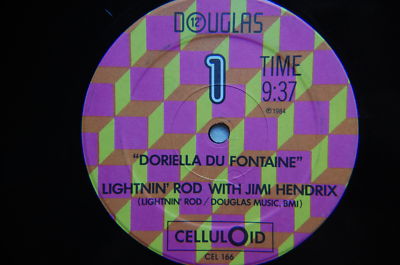 DOUGLAS
12
1
TIME
9:37
℗1984
"DORIELLA DU FONTAINE"
LIGHTNIN' ROD WITH JIMI HENDRIX
(LIGHTNIN' ROD / DOUGLAS MUSIC, BMI)
CELLULOID
CEL 166